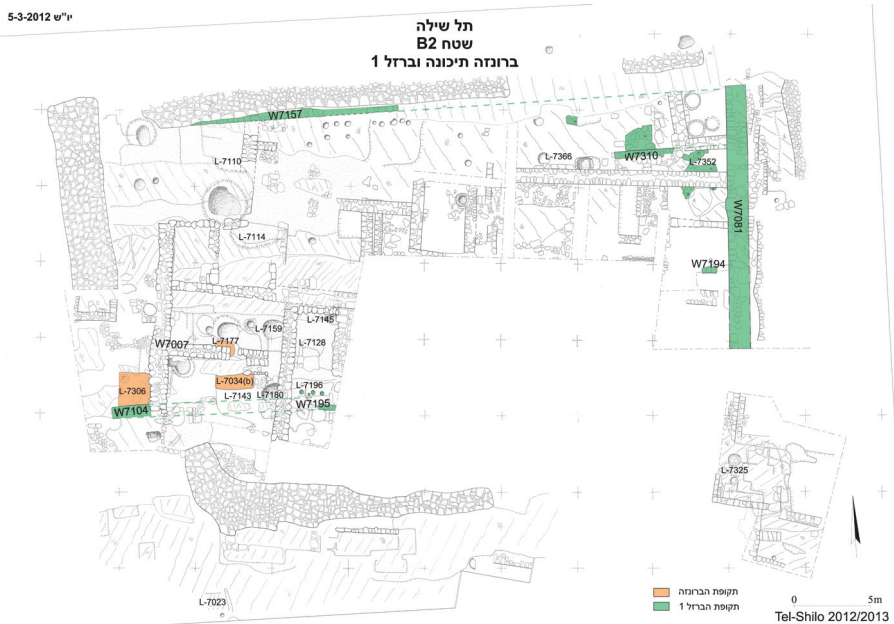 יו"ש 5-3-2012
תל שילה
שטח B2
ברונזה תיכונה וברזל 1
W7157
L-7110
L-7366
W7310
L-7352
W7081
L-7114
W7194
L-7145
L-7159
W7007
L-7177
L-7128
L-7306
L-7034(b)
L-7196
L-7143
L-7180
W7104
W7195
L-7325
L-7023
תקופת הברונזה
תקופת הברזל 1
0 5m
Tel-Shilo 2012/2013